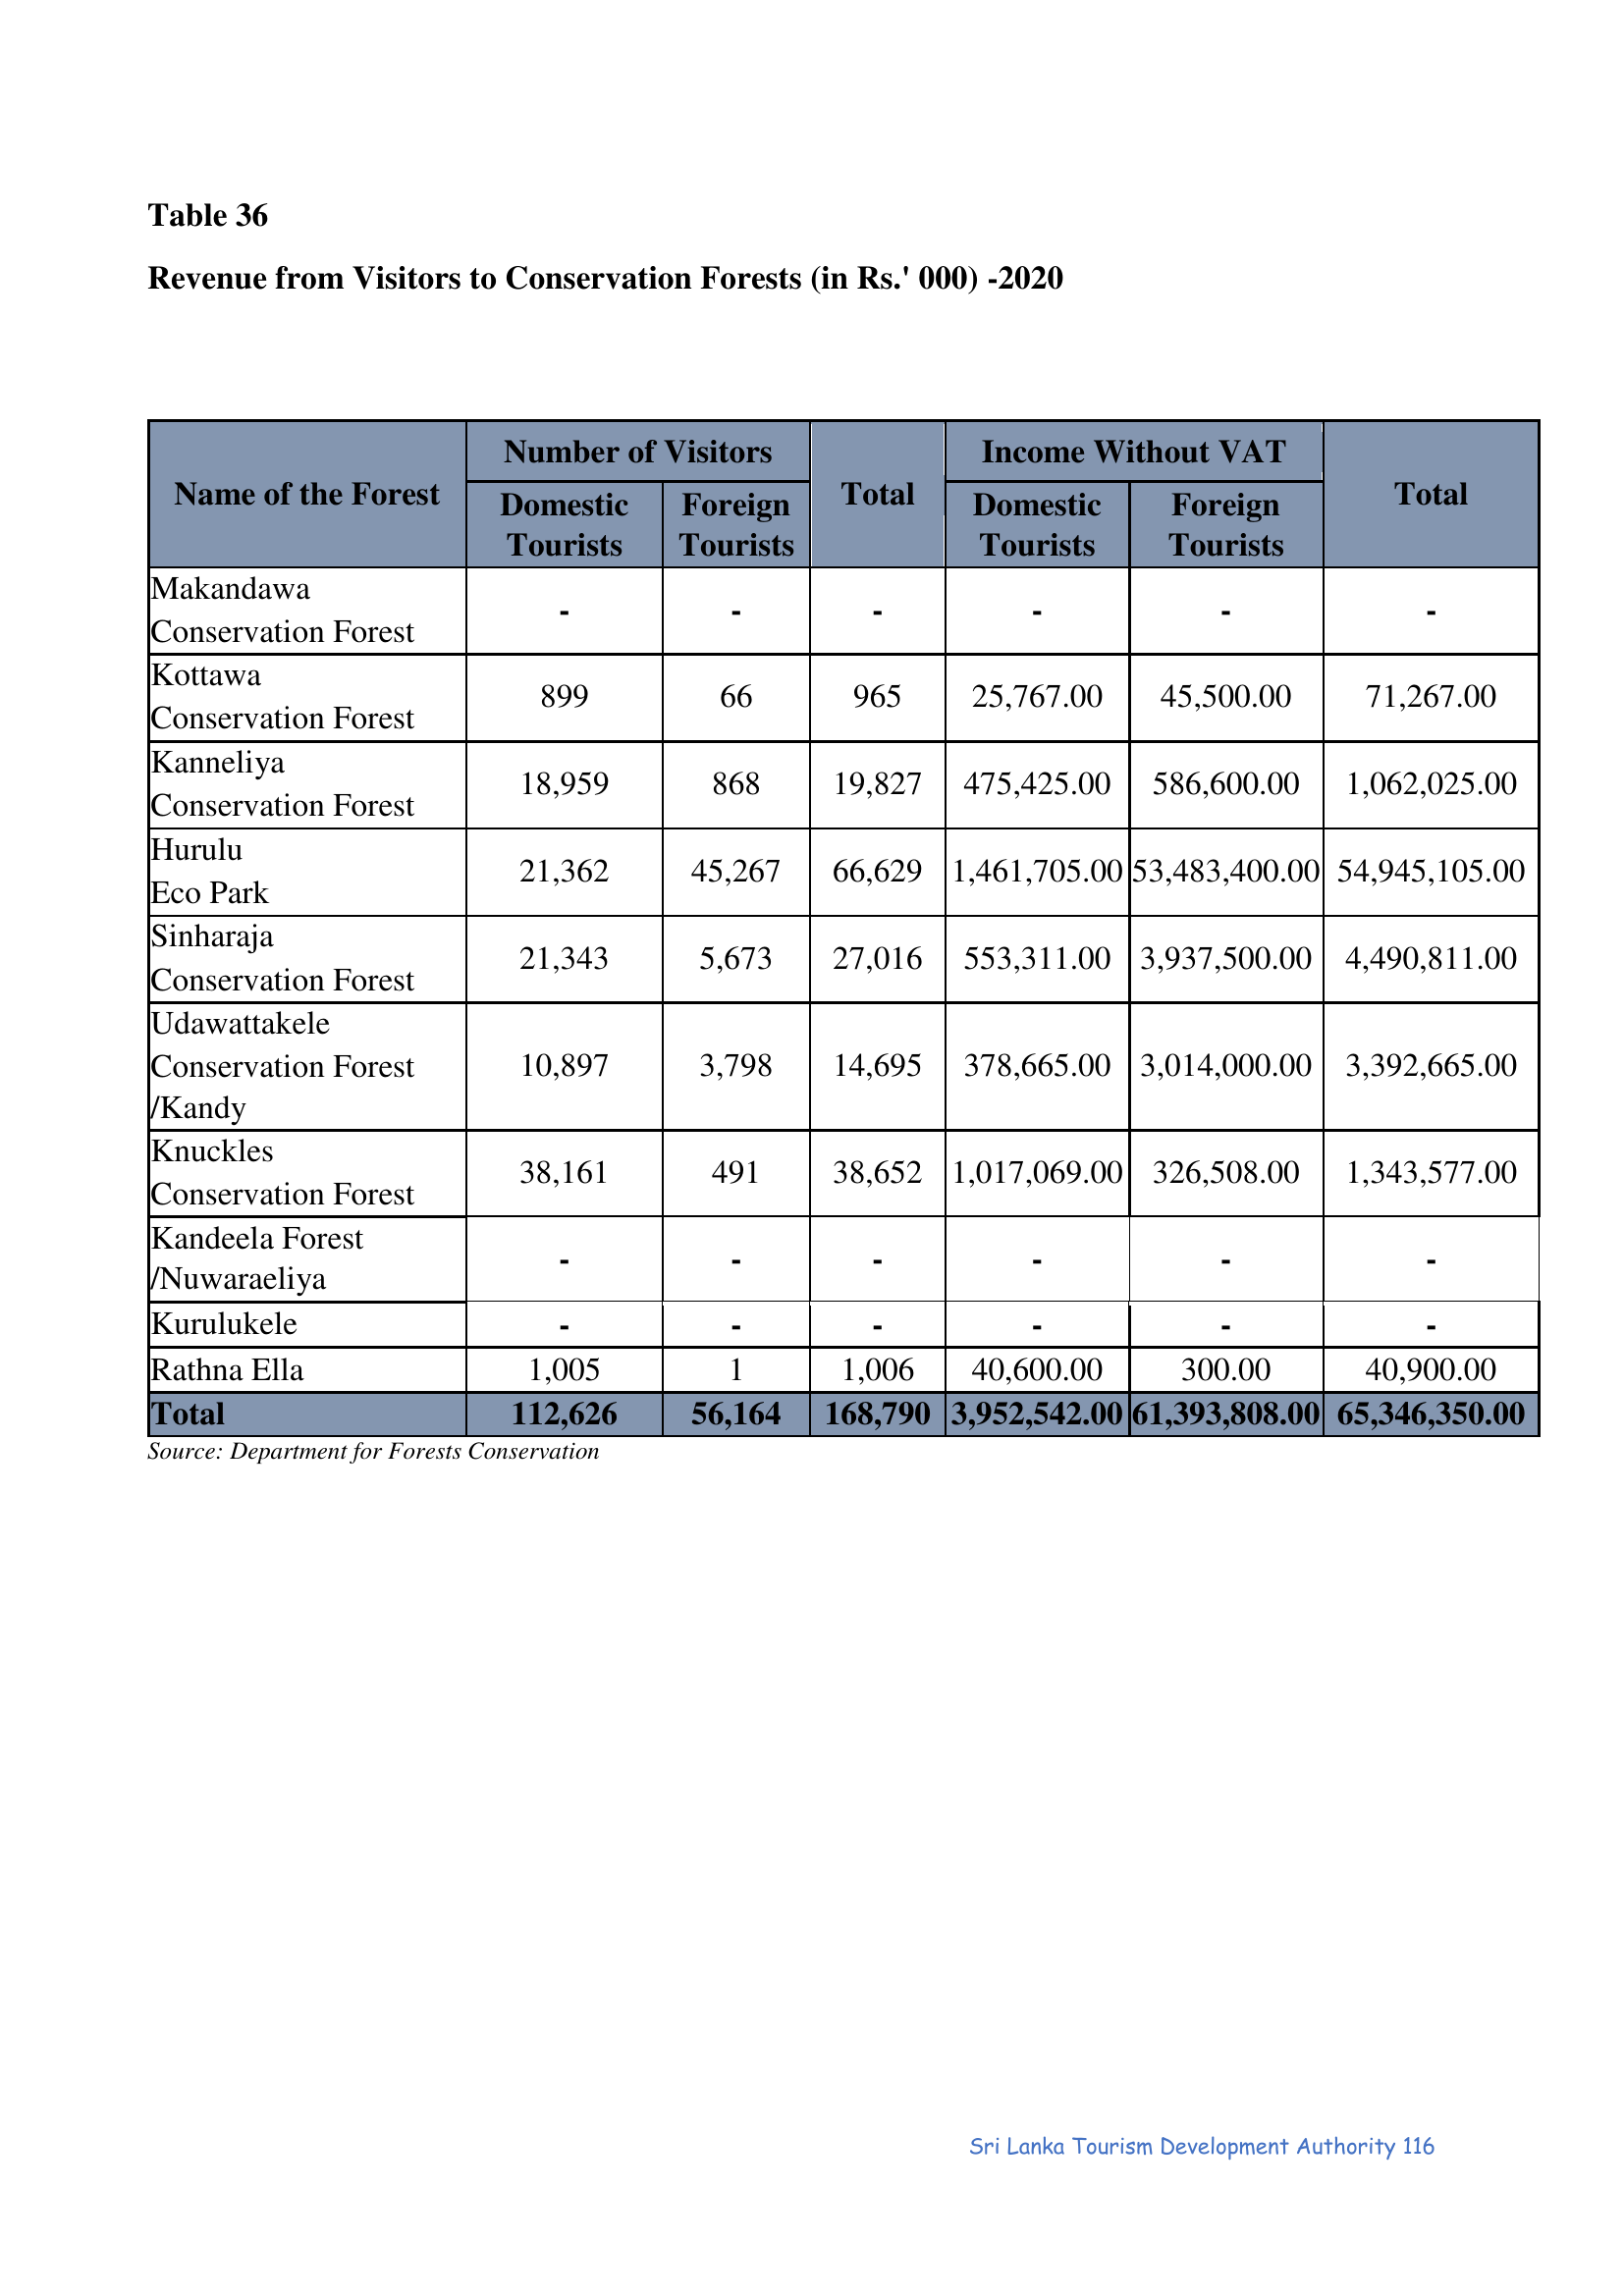 Table 36
Revenue from Visitors to Conservation Forests (in Rs.' 000) -2020
Name of the Forest Number of Visitors Total Income Without VAT Total
Domestic Tourists Foreign Tourists Domestic Tourists Foreign Tourists
Makandawa
Conservation Forest - - - - - -
Kottawa
Conservation Forest 899 66 965 25,767.00 45,500.00 71,267.00
Kanneliya
Conservation Forest 18,959 868 19,827 475,425.00 586,600.00 1,062,025.00
Hurulu
Eco Park 21,362 45,267 66,629 1,461,705.00 53,483,400.00 54,945,105.00
Sinharaja
Conservation Forest 21,343 5,673 27,016 553,311.00 3,937,500.00 4,490,811.00
Udawattakele
Conservation Forest 10,897 3,798 14,695 378,665.00 3,014,000.00 3,392,665.00
/Kandy
Knuckles
Conservation Forest 38,161 491 38,652 1,017,069.00 326,508.00 1,343,577.00
Kandeela Forest
/Nuwaraeliya - - - - - -
Kurulukele - - - - - -
Rathna Ella 1,005 1 1,006 40,600.00 300.00 40,900.00
Total 112,626 56,164 168,790 3,952,542.00 61,393,808.00 65,346,350.00
Source: Department for Forests Conservation
Sri Lanka Tourism Development Authority 116